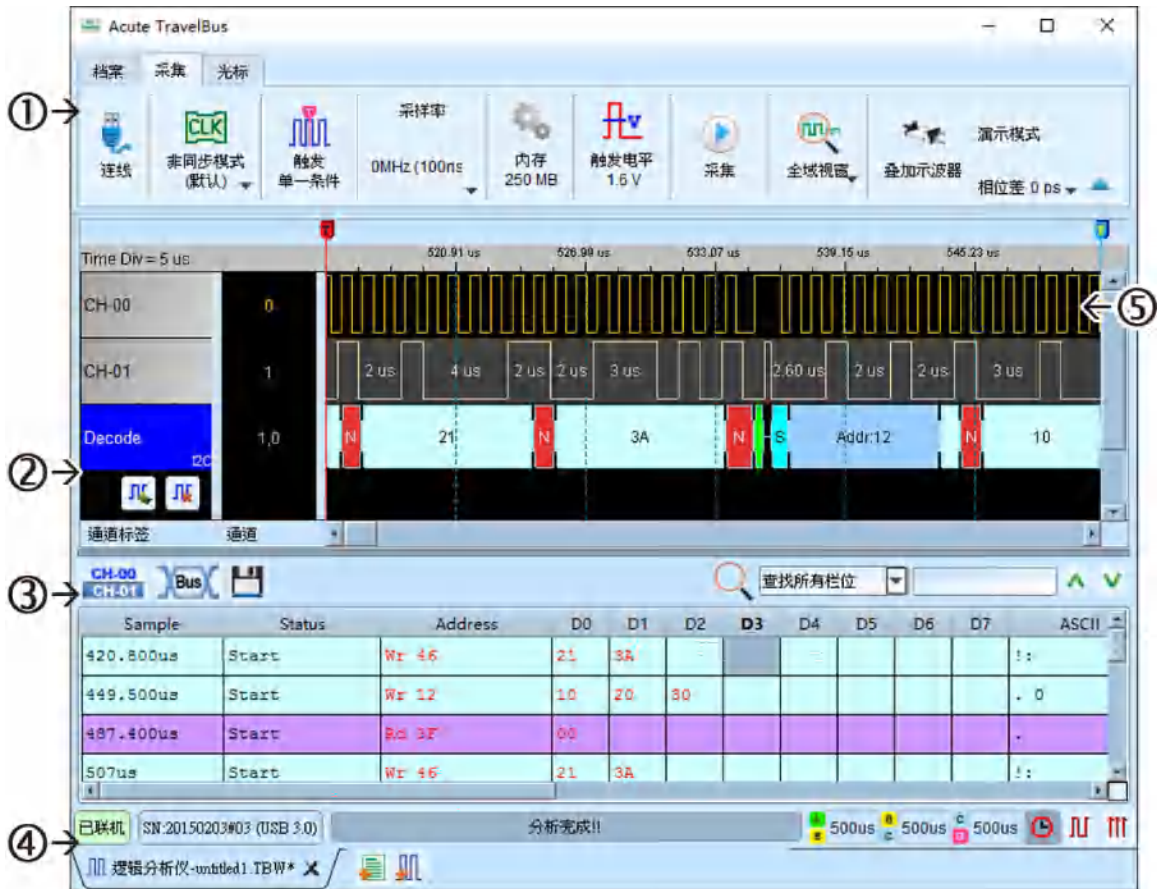 Acute TravelBus
档案 采集 光标
①
连线
CLK
非同步模式
(默认)
触发
单一条件
采样率
0MHz (100ns
内存
250 MB
触发电平
1.6 V
采集
全域视窗
叠加示波器
演示模式
相位差 0 ps
Time Div = 5 us
520.91 us 526.99 us 633.07 us 539.15 us 545.23 us
CH-00 0
⑤
CH-01 1 2 us 4 us 2 us 2 us 3 us 2.60 us 2 us 2 us 3 us
Decode I2C 1,0 N 21 N 3A N S Addr:12 N 10
②
通道标签 通道
③
CH-00
CH-01
Bus
查找所有栏位
Sample Status Address D0 D1 D2 D3 D4 D5 D6 D7 ASCII
420.800us Start Wr 46 21 3A !:
449.500us Start Wr 12 10 20 30 . 0
487.400us Start Rd 3F 00 .
507us Start Wr 46 21 3A !:
④
已联机 SN:20150203#03 (USB 3.0) 分析完成!! A B 500us B C 500us C D 500us
逻辑分析仪-untitled1.TBW* X